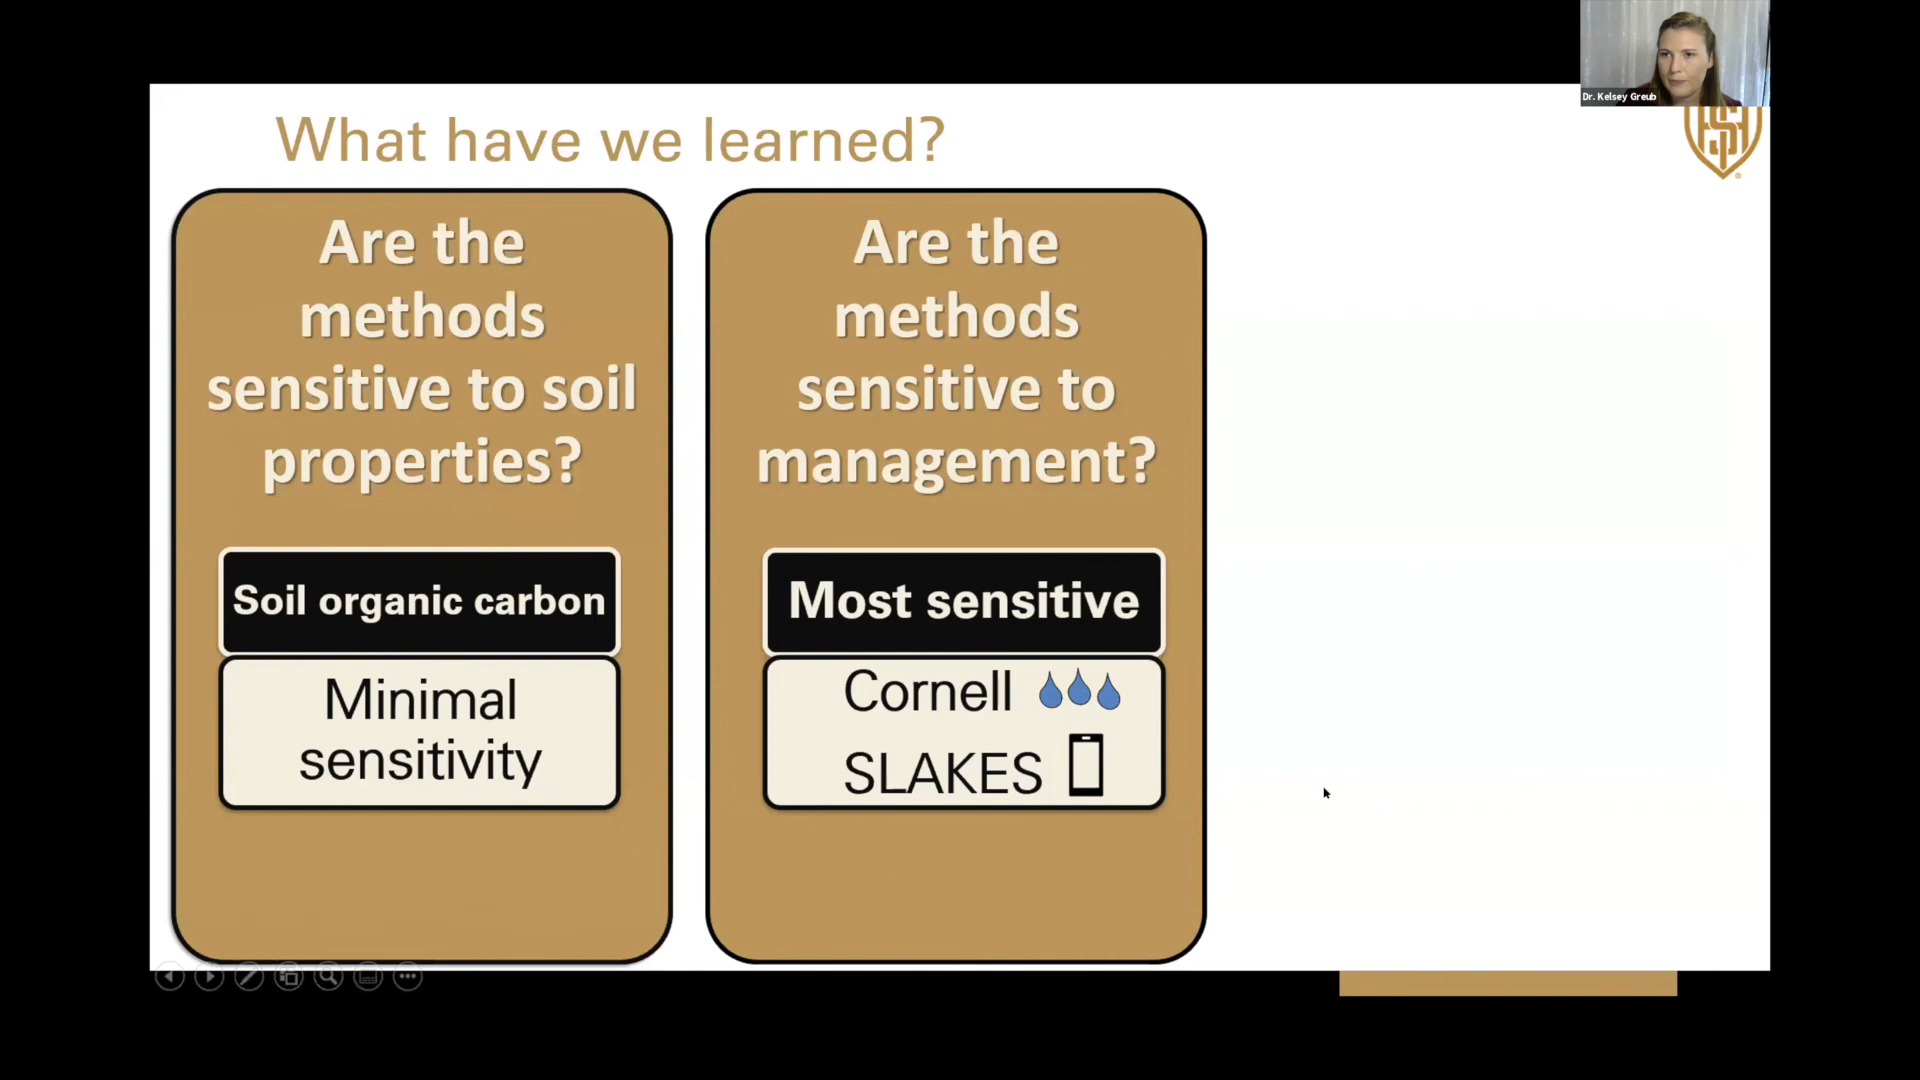 Dr. Kelsey Greub
What have we learned?
Are the
methods
sensitive to soil
properties?
Soil organic carbon
Minimal
sensitivity
Are the
methods
sensitive to
management?
Most sensitive
Cornell
SLAKES